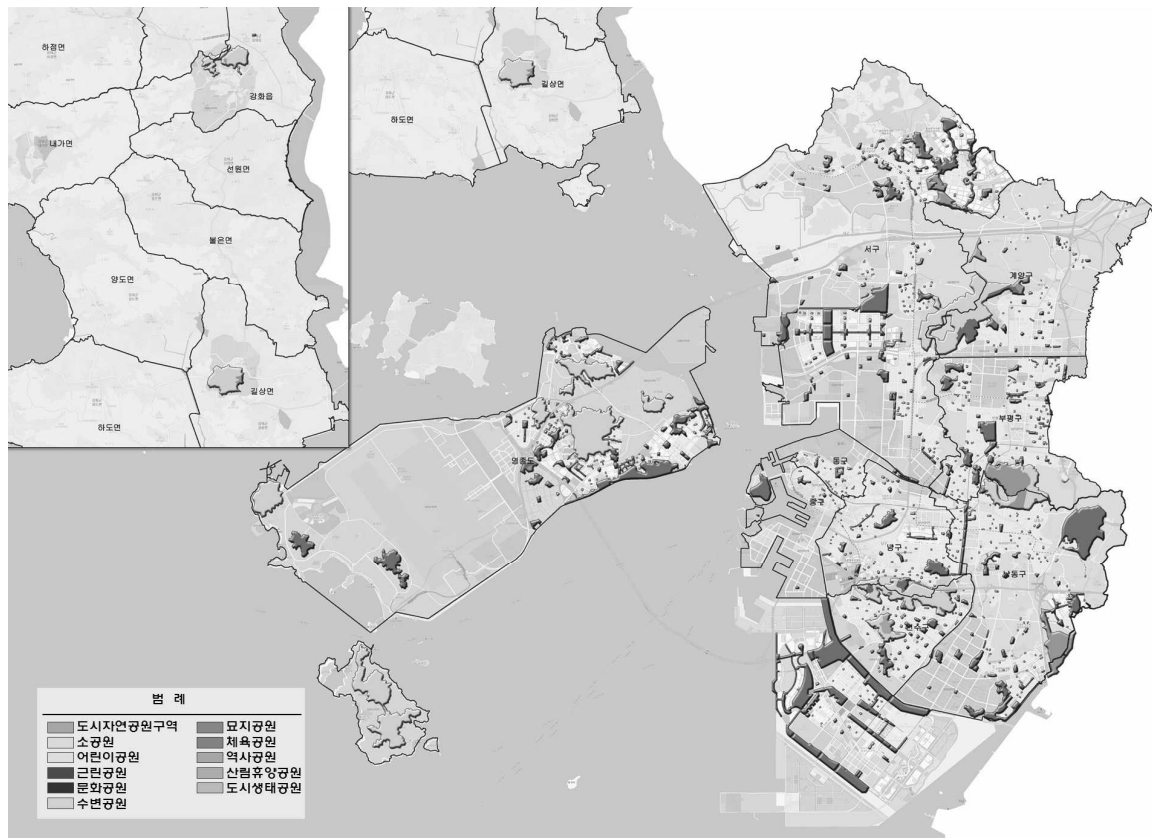 하점면
강화읍
내가면
선원면
불은면
양도면
길상면
하도면
길상면
하도면
서구
계양구
부평구
영종도
동구
중구
남구
남동구
연수구
범 례
도시자연공원구역
소공원
어린이공원
근린공원
문화공원
수변공원
묘지공원
체육공원
역사공원
산림휴양공원
도시생태공원